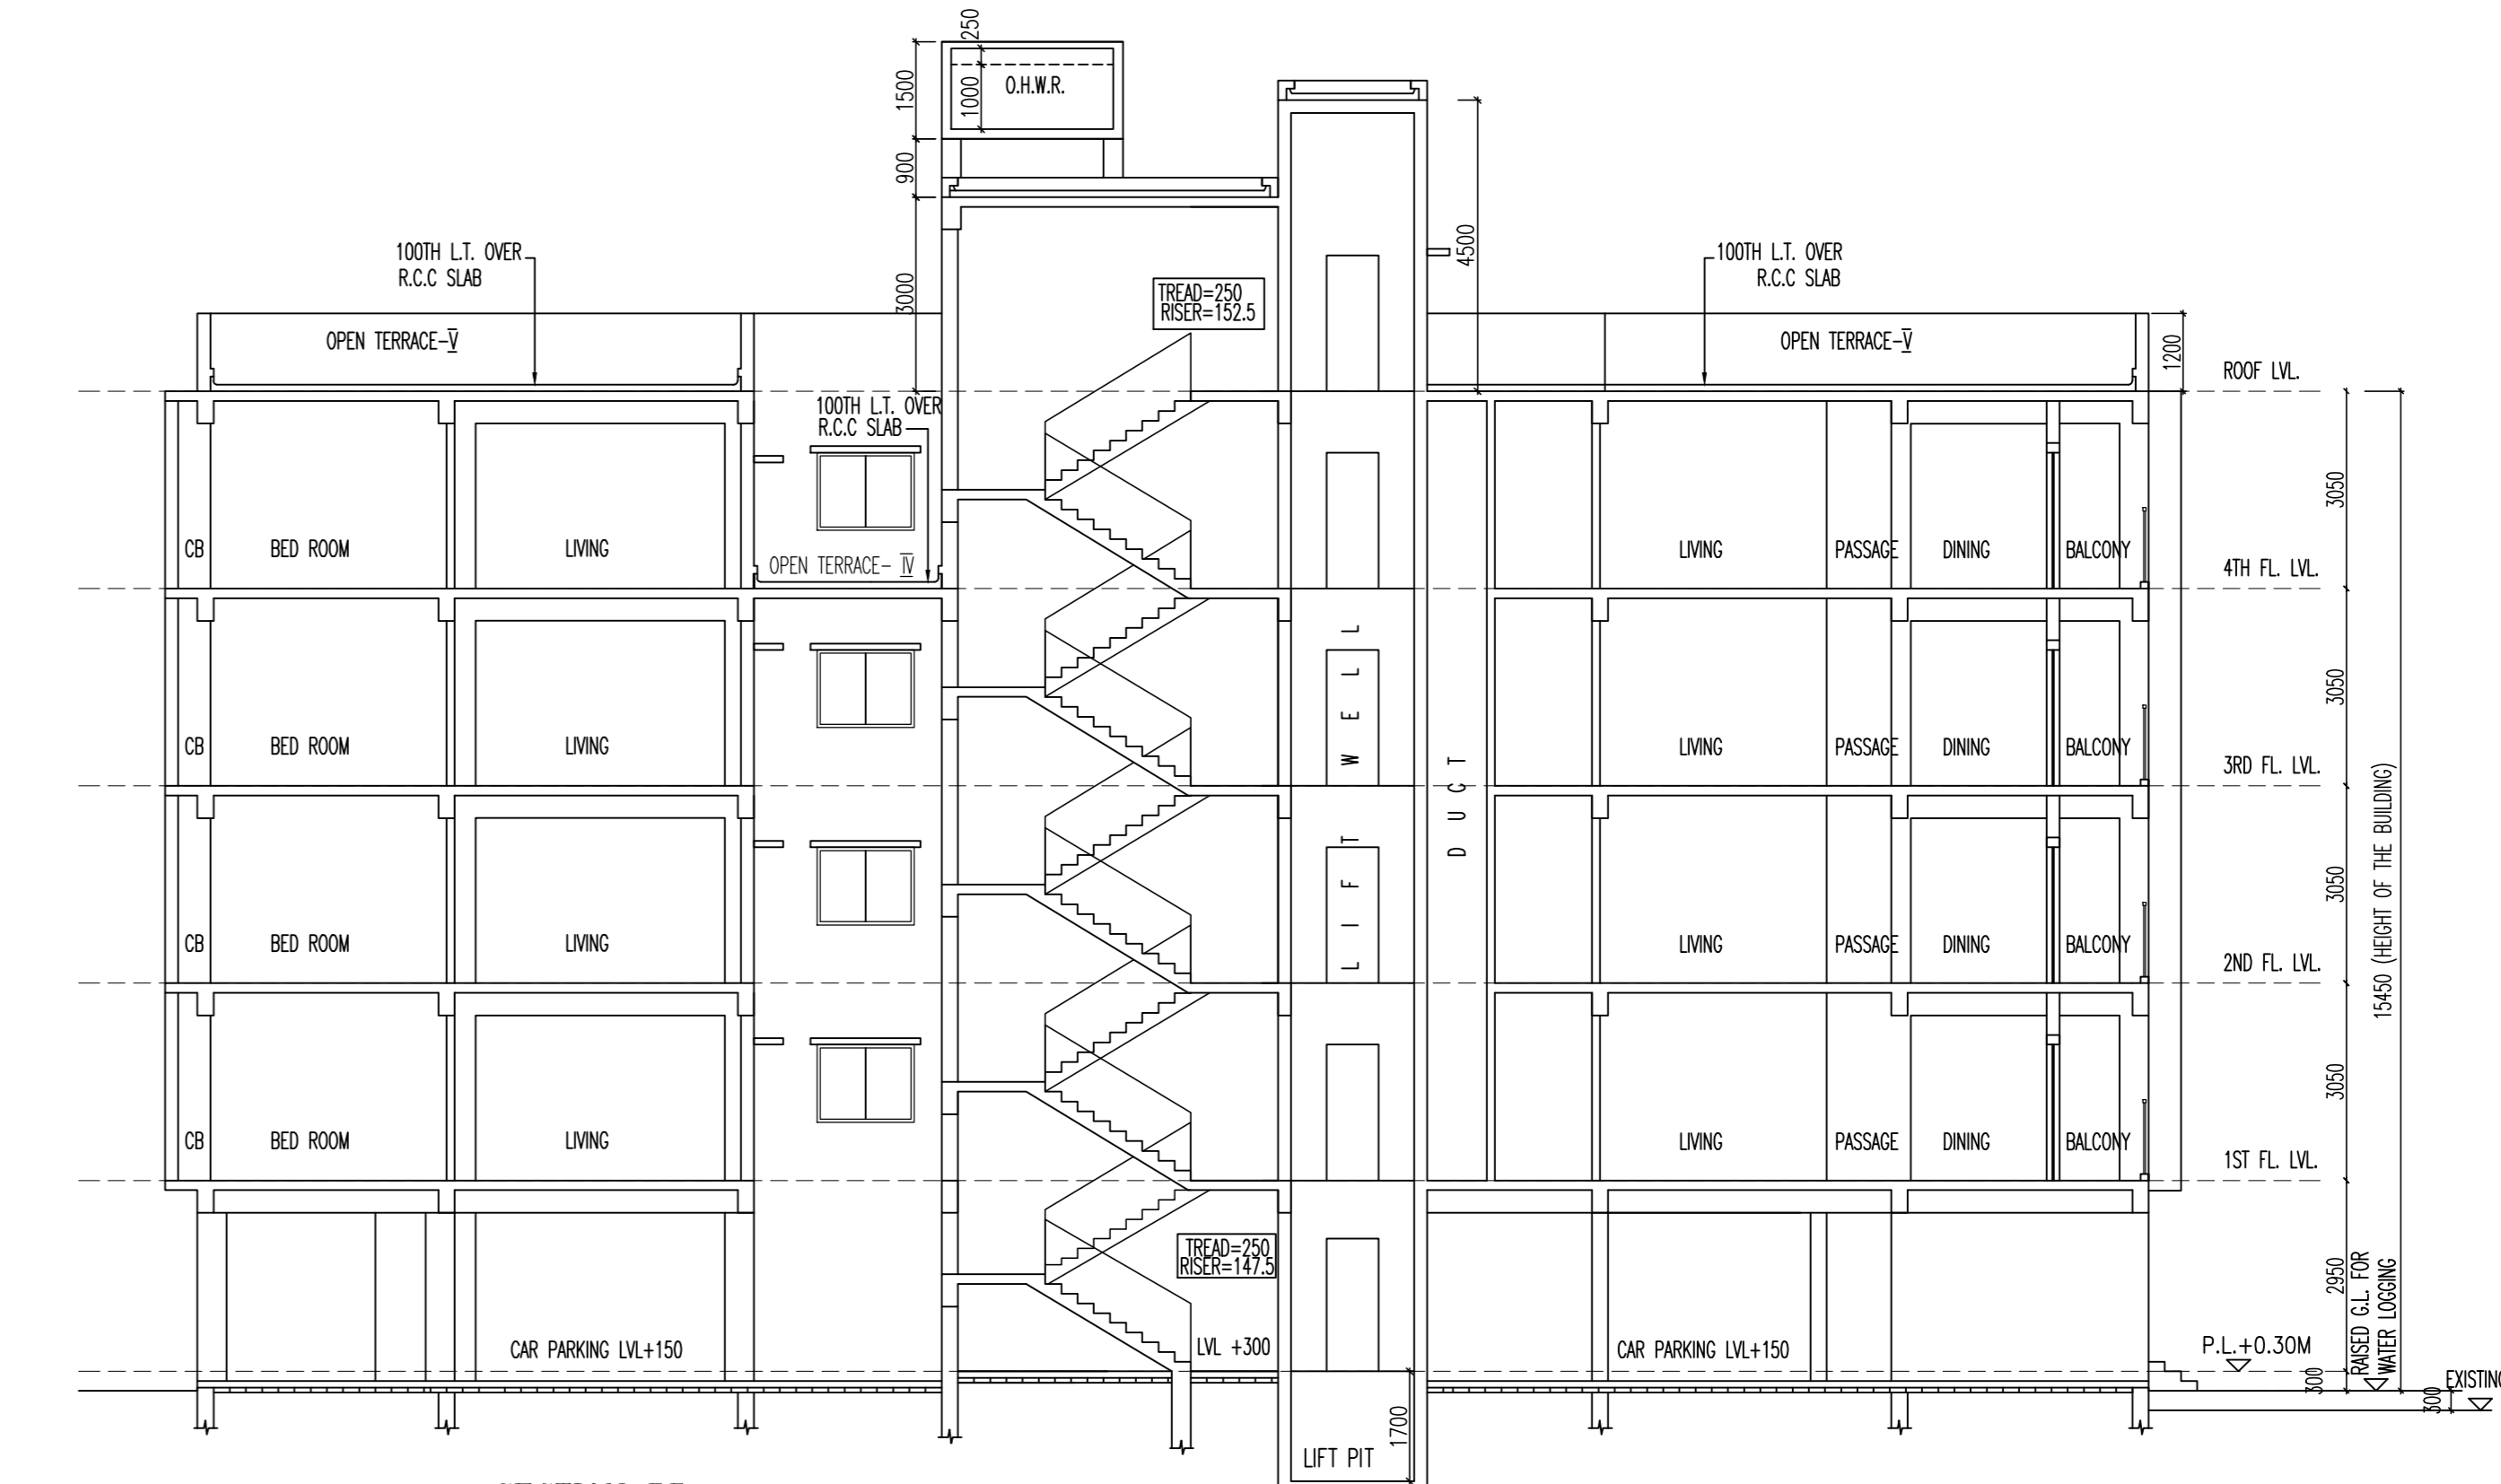 250
1500
1000
O.H.W.R.
900
3000
4500
100TH L.T. OVER
R.C.C SLAB
TREAD=250
RISER=152.5
100TH L.T. OVER
R.C.C SLAB
OPEN TERRACE-V
OPEN TERRACE-V
1200
ROOF LVL.
100TH L.T. OVER
R.C.C SLAB
CB
BED ROOM
LIVING
OPEN TERRACE- IV
LIVING
PASSAGE
DINING
BALCONY
3050
4TH FL. LVL.
CB
BED ROOM
LIVING
LIFT WELL
DUCT
LIVING
PASSAGE
DINING
BALCONY
3050
3RD FL. LVL.
15450 (HEIGHT OF THE BUILDING)
CB
BED ROOM
LIVING
LIVING
PASSAGE
DINING
BALCONY
3050
2ND FL. LVL.
CB
BED ROOM
LIVING
LIVING
PASSAGE
DINING
BALCONY
3050
1ST FL. LVL.
TREAD=250
RISER=147.5
2950
RAISED G.L. FOR
WATER LOGGING
CAR PARKING LVL+150
LVL +300
CAR PARKING LVL+150
P.L.+0.30M
300
300
EXISTING
1700
LIFT PIT